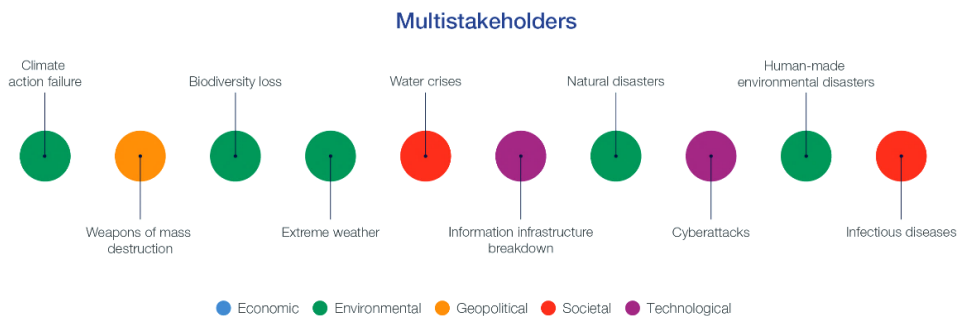 Multistakeholders
Climate
action failure
Biodiversity loss
Water crises
Natural disasters
Human-made
environmental disasters
Weapons of mass
destruction
Extreme weather
Information infrastructure
breakdown
Cyberattacks
Infectious diseases
Economic Environmental Geopolitical Societal Technological